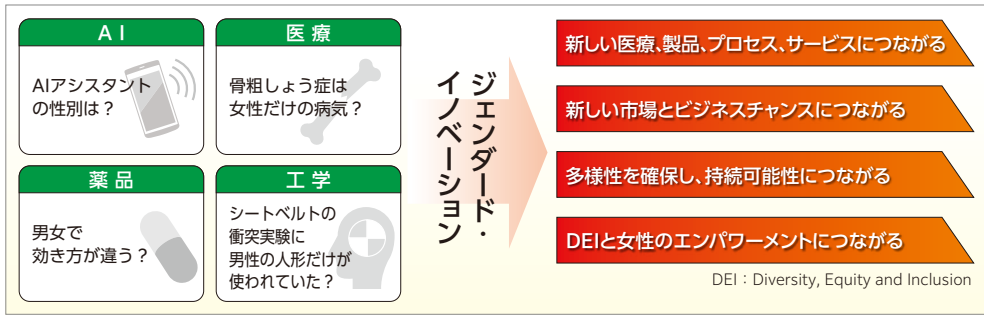 AI
AIアシスタント
の性別は？
医療
骨粗しょう症は
女性だけの病気？
薬品
男女で
効き方が違う？
工学
シートベルトの
衝突実験に
男性の人形だけが
使われていた？
ジェンダード・
イノベーション
新しい医療、製品、プロセス、サービスにつながる
新しい市場とビジネスチャンスにつながる
多様性を確保し、持続可能性につながる
DEIと女性のエンパワーメントにつながる
DEI：Diversity, Equity and Inclusion